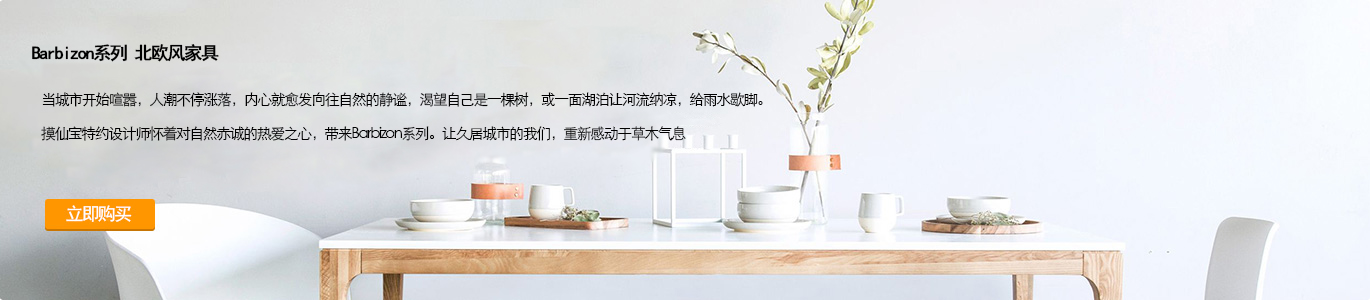 Barbizon系列 北欧风家具
当城市开始喧嚣，人潮不停涨落，内心就愈发向往自然的静谧，渴望自己是一棵树，或一面湖泊让河流纳凉，给雨水歇脚。
摸仙宝特约设计师怀着对自然赤诚的热爱之心，带来Barbizon系列。让久居城市的我们，重新感动于草木气息
立即购买